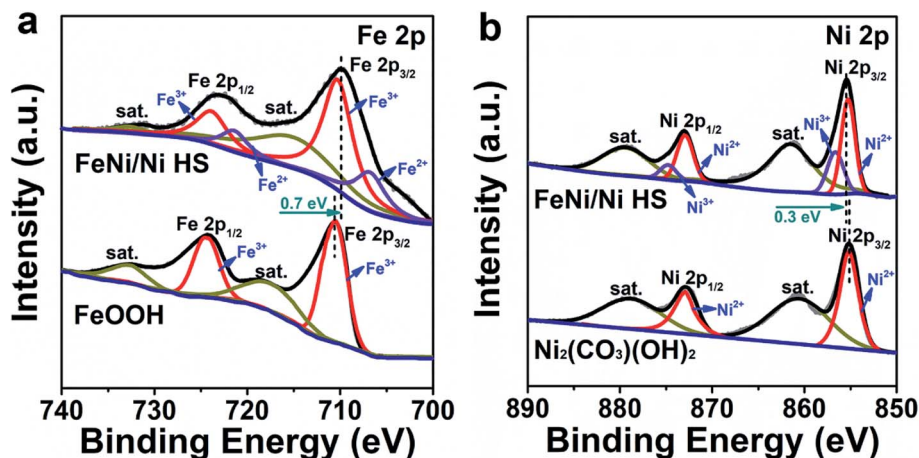 a
Fe 2p
Fe 2p3/2
Fe 2p1/2
Fe3+
sat.
sat.
Fe3+
Fe2+
Fe2+
FeNi/Ni HS
0.7 eV
Fe 2p1/2
Fe 2p3/2
Fe3+
Fe3+
sat.
sat.
FeOOH
Intensity (a.u.)
740 730 720 710 700
Binding Energy (eV)
b
Ni 2p
Ni 2p3/2
Ni 2p1/2
Ni3+
sat.
sat.
Ni2+
Ni2+
Ni3+
FeNi/Ni HS
0.3 eV
Ni 2p3/2
Ni 2p1/2
sat.
sat.
Ni2+
Ni2+
Ni2(CO3)(OH)2
Intensity (a.u.)
890 880 870 860 850
Binding Energy (eV)